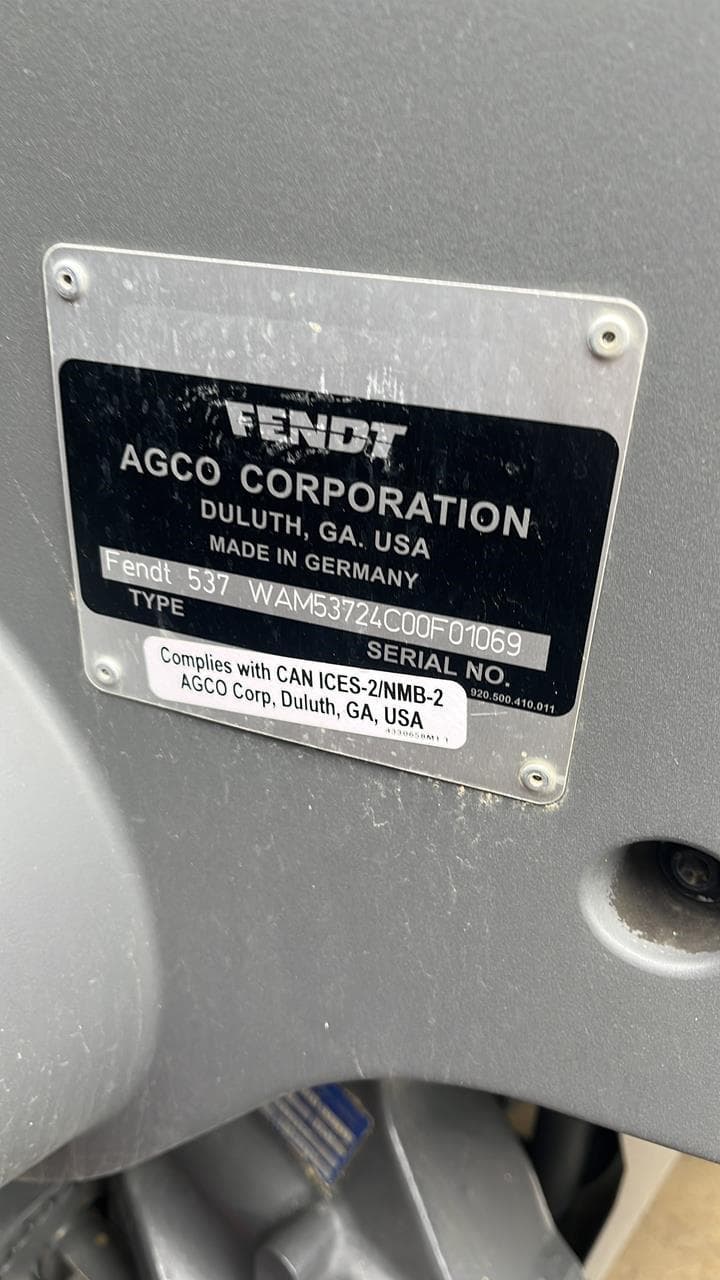 FENDT
AGCO CORPORATION
DULUTH, GA. USA
MADE IN GERMANY
Fendt 537 WAM53724C00F01069
TYPE SERIAL NO.
920.500.410.011
Complies with CAN ICES-2/NMB-2
AGCO Corp, Duluth, GA, USA